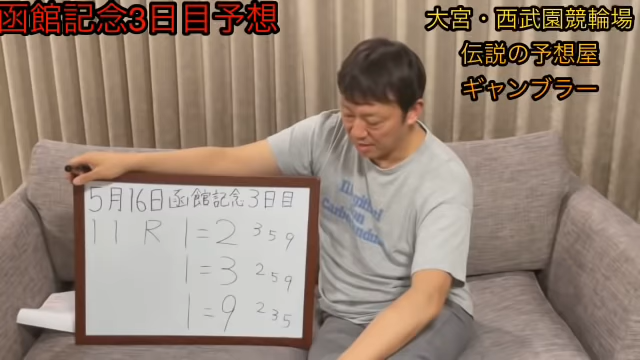 函館記念3日目予想
大宮・西武園競輪場
伝説の予想屋
ギャンブラー
5月16日函館記念3日目
11R 1=2 359
1=3 259
1=9 235